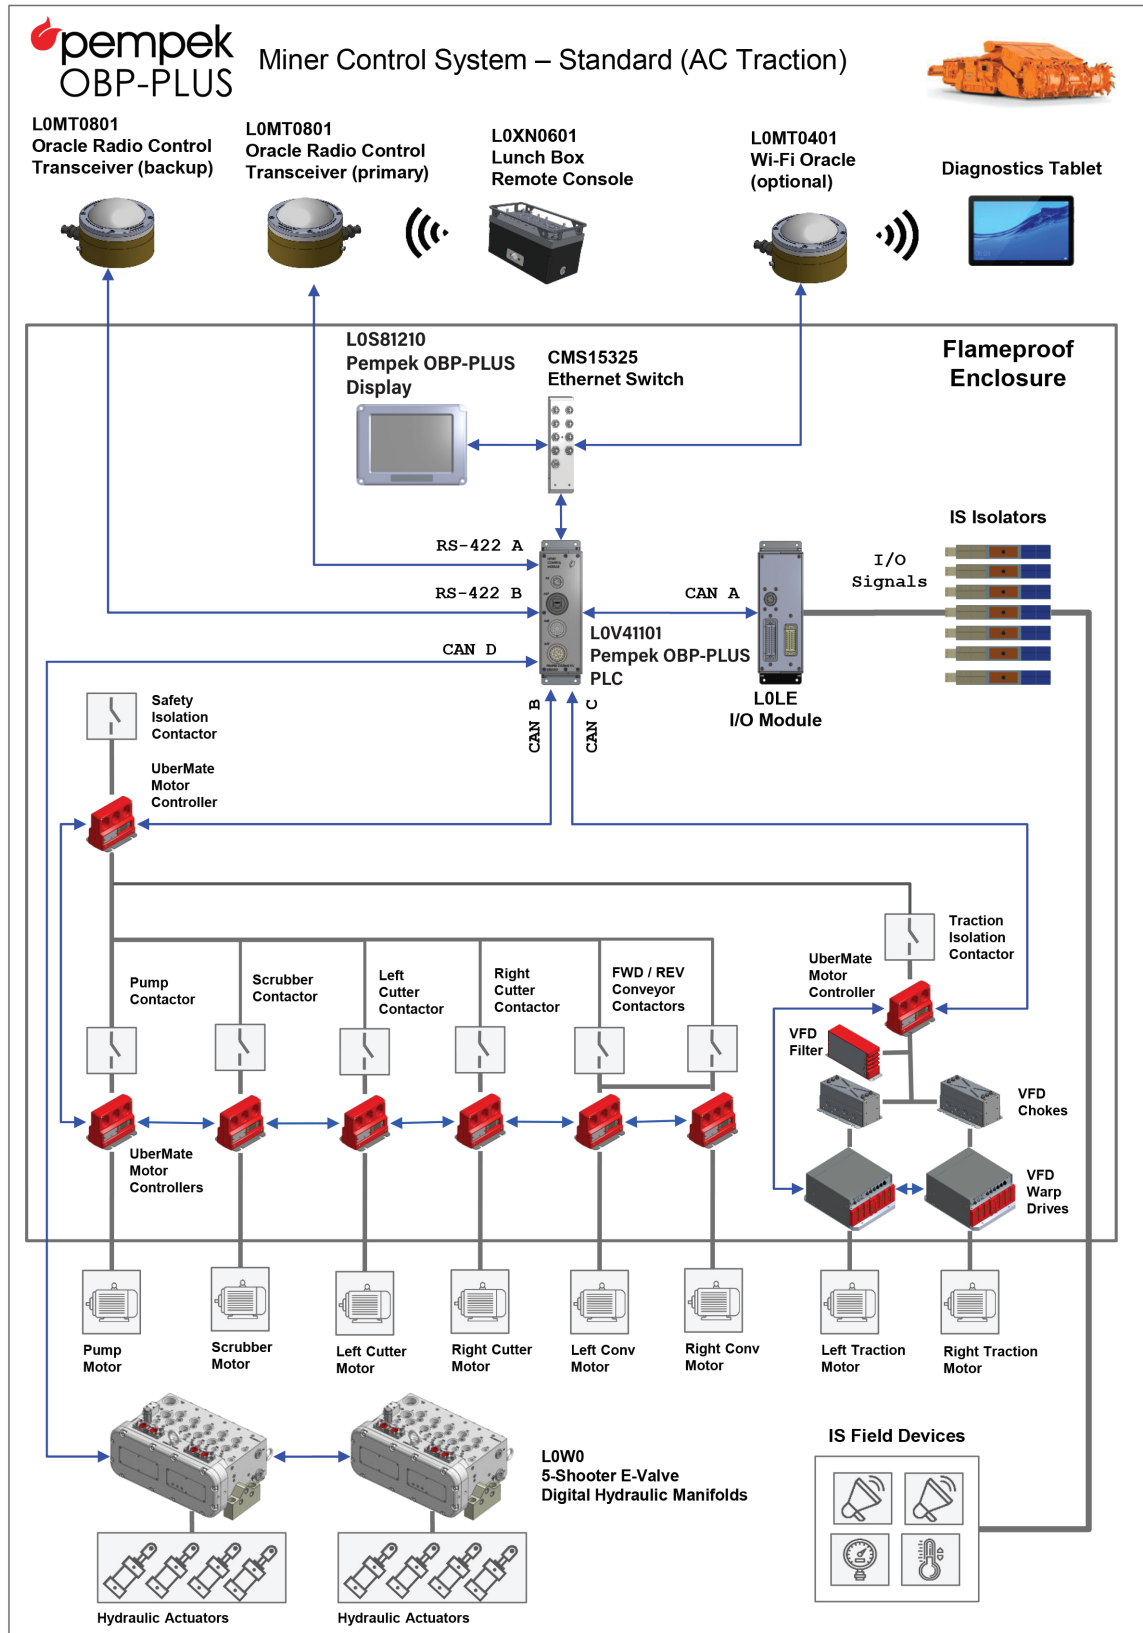 pempek
OBP-PLUS
Miner Control System – Standard (AC Traction)
L0MT0801
Oracle Radio Control
Transceiver (backup)
L0MT0801
Oracle Radio Control
Transceiver (primary)
L0XN0601
Lunch Box
Remote Console
L0MT0401
Wi-Fi Oracle
(optional)
Diagnostics Tablet
L0S81210
Pempek OBP-PLUS
Display
CMS15325
Ethernet Switch
Flameproof
Enclosure
IS Isolators
RS-422 A
I/O
Signals
RS-422 B
CAN A
CAN D
L0V41101
Pempek OBP-PLUS
PLC
L0LE
I/O Module
CAN B
CAN C
Safety
Isolation
Contactor
UberMate
Motor
Controller
Traction
Isolation
Contactor
UberMate
Motor
Controller
Pump
Contactor
Scrubber
Contactor
Left
Cutter
Contactor
Right
Cutter
Contactor
FWD / REV
Conveyor
Contactors
VFD
Filter
VFD
Chokes
UberMate
Motor
Controllers
VFD
Warp
Drives
Pump
Motor
Scrubber
Motor
Left Cutter
Motor
Right Cutter
Motor
Left Conv
Motor
Right Conv
Motor
Left Traction
Motor
Right Traction
Motor
L0W0
5-Shooter E-Valve
Digital Hydraulic Manifolds
IS Field Devices
Hydraulic Actuators
Hydraulic Actuators